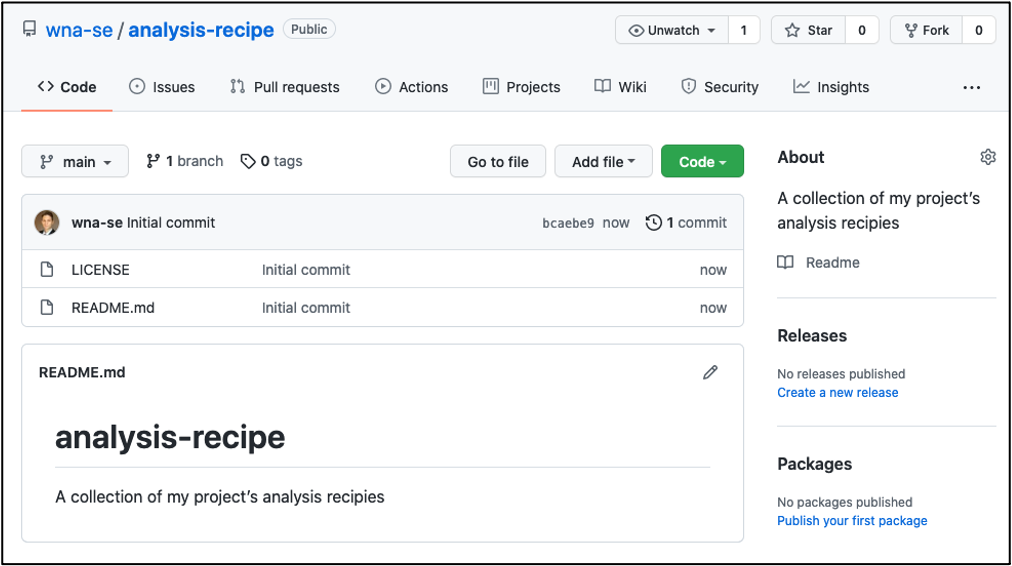 wna-se / analysis-recipe Public Unwatch 1 Star 0 Fork 0
Code Issues Pull requests Actions Projects Wiki Security Insights ...
main 1 branch 0 tags Go to file Add file Code
wna-se Initial commit bcaebe9 now 1 commit
LICENSE Initial commit now
README.md Initial commit now
README.md
analysis-recipe
A collection of my project’s analysis recipies
About
A collection of my project’s
analysis recipies
Readme
Releases
No releases published
Create a new release
Packages
No packages published
Publish your first package